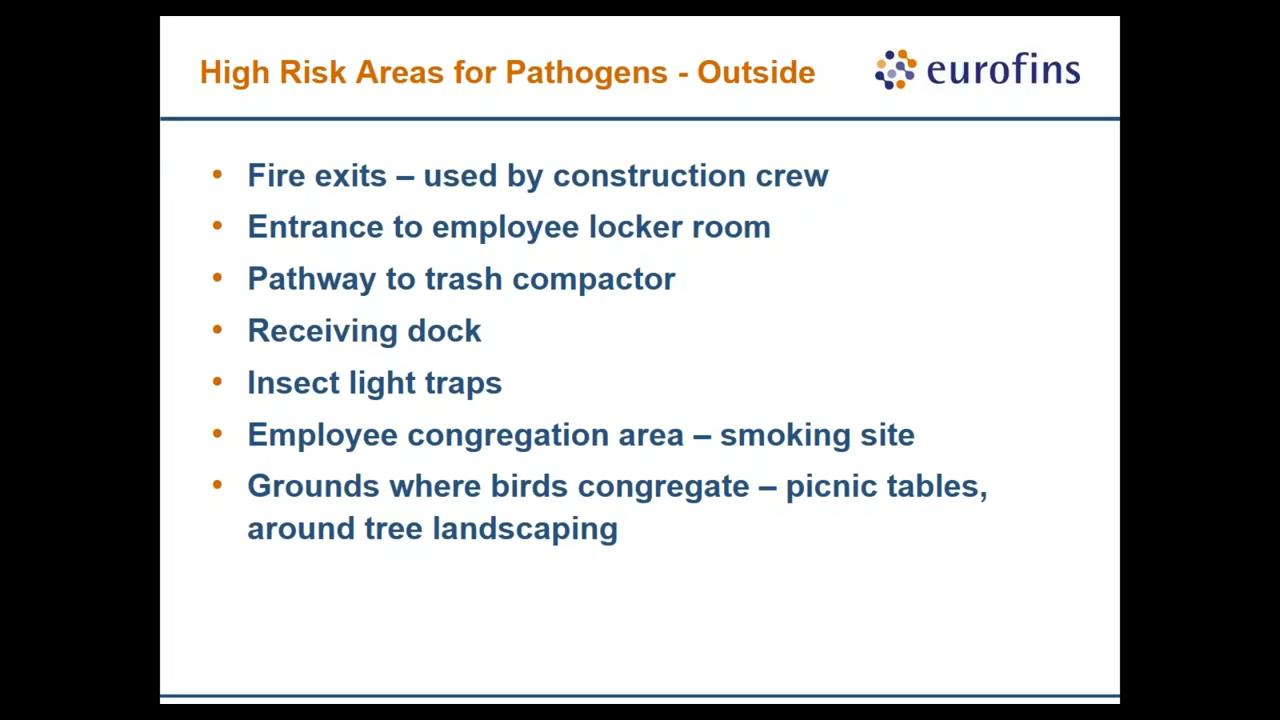 High Risk Areas for Pathogens - Outside
eurofins
• Fire exits – used by construction crew
• Entrance to employee locker room
• Pathway to trash compactor
• Receiving dock
• Insect light traps
• Employee congregation area – smoking site
• Grounds where birds congregate – picnic tables,
around tree landscaping